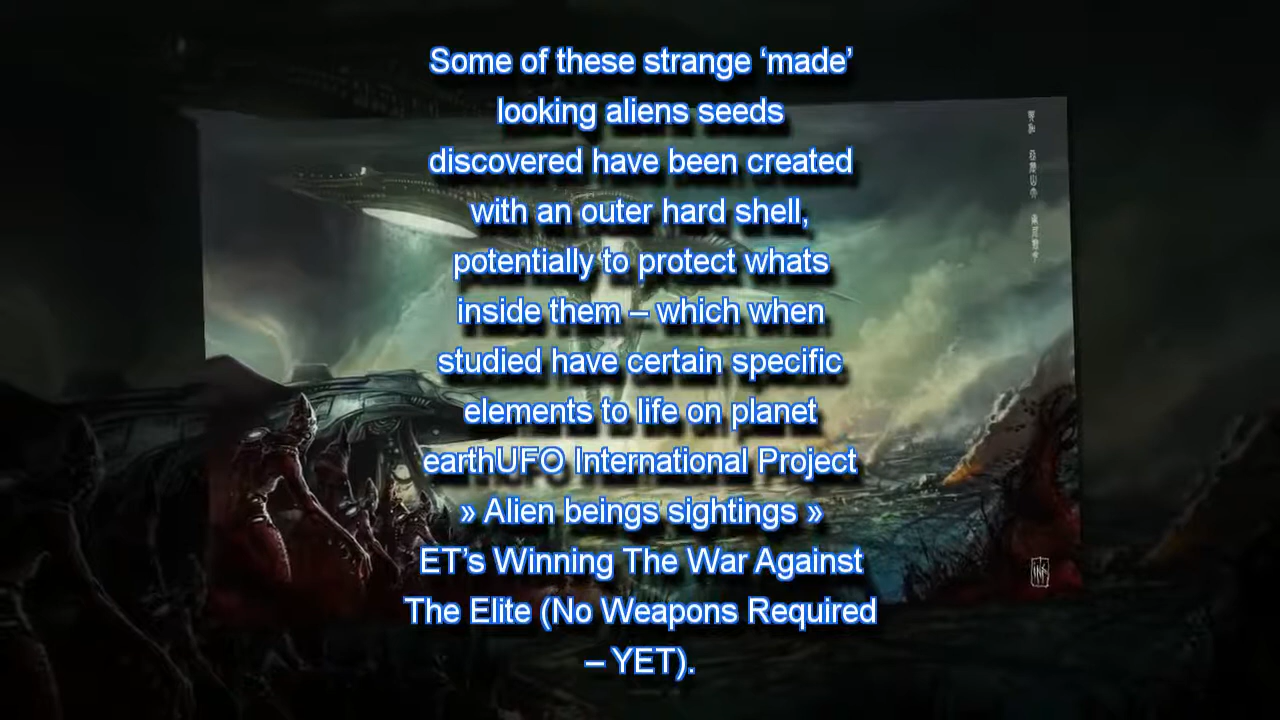 Some of these strange ‘made’
looking aliens seeds
discovered have been created
with an outer hard shell,
potentially to protect whats
inside them – which when
studied have certain specific
elements to life on planet
earthUFO International Project
» Alien beings sightings »
ET’s Winning The War Against
The Elite (No Weapons Required
– YET).